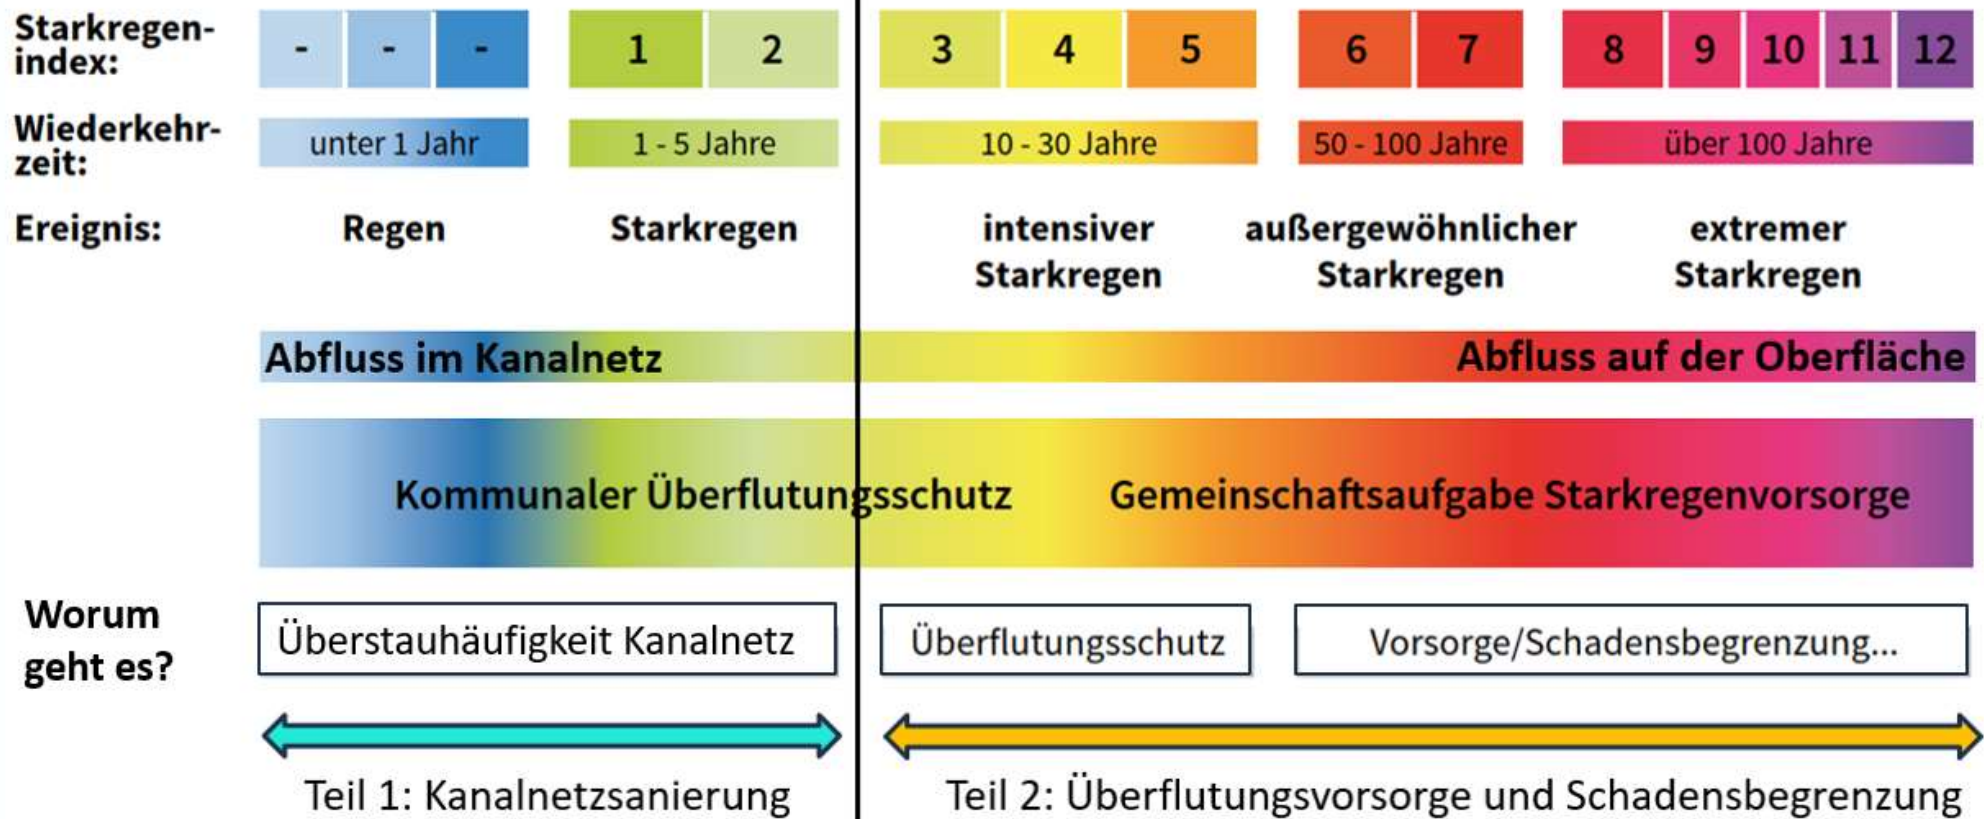 Starkregen-
index:
- - - 1 2 3 4 5 6 7 8 9 10 11 12
Wiederkehr-
zeit:
unter 1 Jahr 1 - 5 Jahre 10 - 30 Jahre 50 - 100 Jahre über 100 Jahre
Ereignis: Regen Starkregen intensiver außergewöhnlicher extremer
Starkregen Starkregen Starkregen
Abfluss im Kanalnetz Abfluss auf der Oberfläche
Kommunaler Überflutungsschutz Gemeinschaftsaufgabe Starkregenvorsorge
Worum
geht es?
Überstauhäufigkeit Kanalnetz Überflutungsschutz Vorsorge/Schadensbegrenzung...
Teil 1: Kanalnetzsanierung Teil 2: Überflutungsvorsorge und Schadensbegrenzung